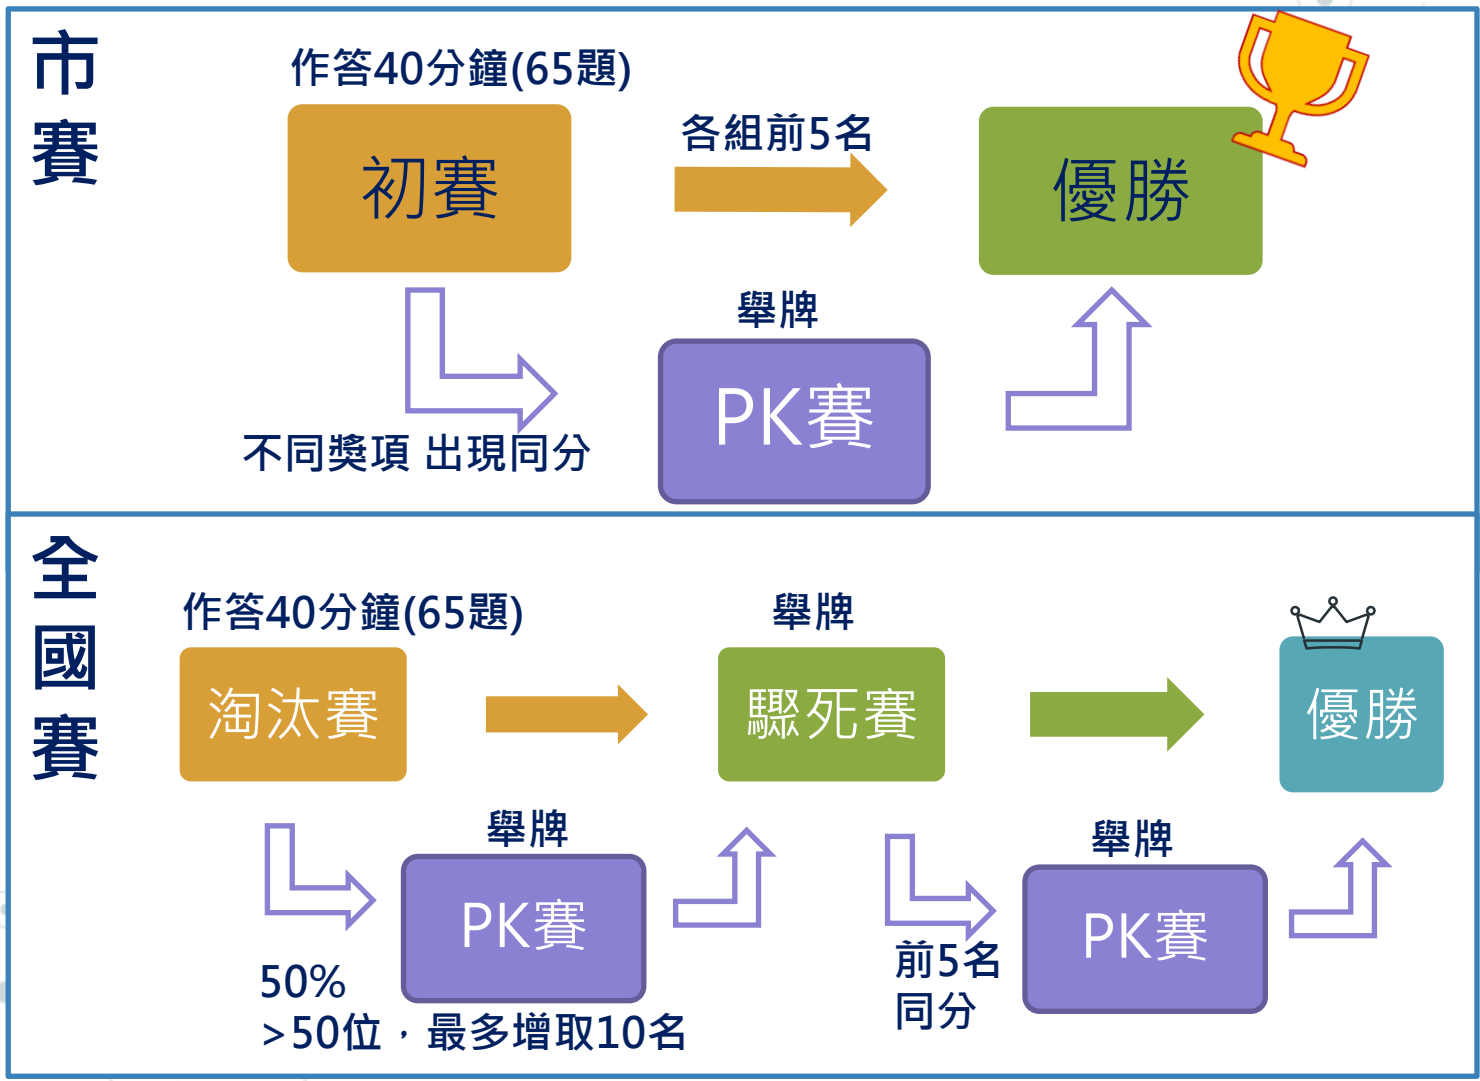 市賽
作答40分鐘(65題)
初賽
各組前5名
優勝
舉牌
PK賽
不同獎項 出現同分
全國賽
作答40分鐘(65題)
淘汰賽
舉牌
驟死賽
優勝
舉牌
PK賽
50%
>50位，最多增取10名
舉牌
PK賽
前5名
同分